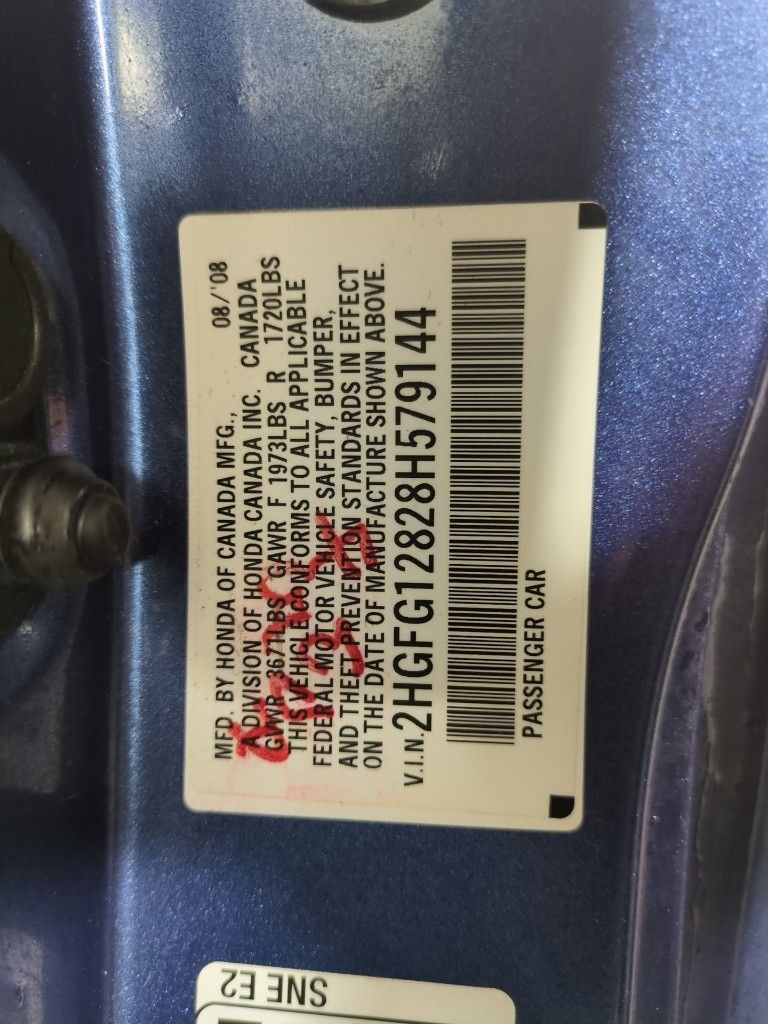 MFD. BY HONDA OF CANADA MFG., 08/'08
A DIVISION OF HONDA CANADA INC. CANADA
GVWR 3671LBS GAWR F 1973LBS R 1720LBS
THIS VEHICLE CONFORMS TO ALL APPLICABLE
FEDERAL MOTOR VEHICLE SAFETY, BUMPER,
AND THEFT PREVENTION STANDARDS IN EFFECT
ON THE DATE OF MANUFACTURE SHOWN ABOVE.
V.I.N. 2HGFG12828H579144
PASSENGER CAR
SNE E2